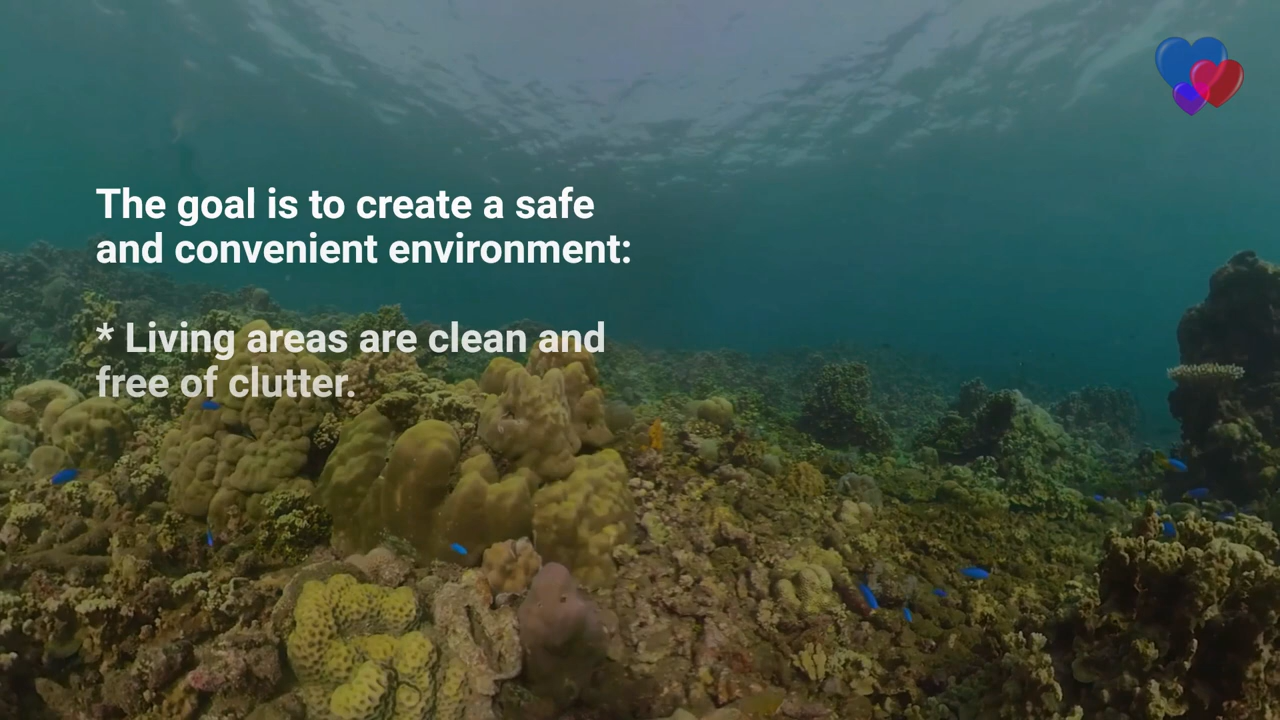 The goal is to create a safe
and convenient environment:
* Living areas are clean and
free of clutter.